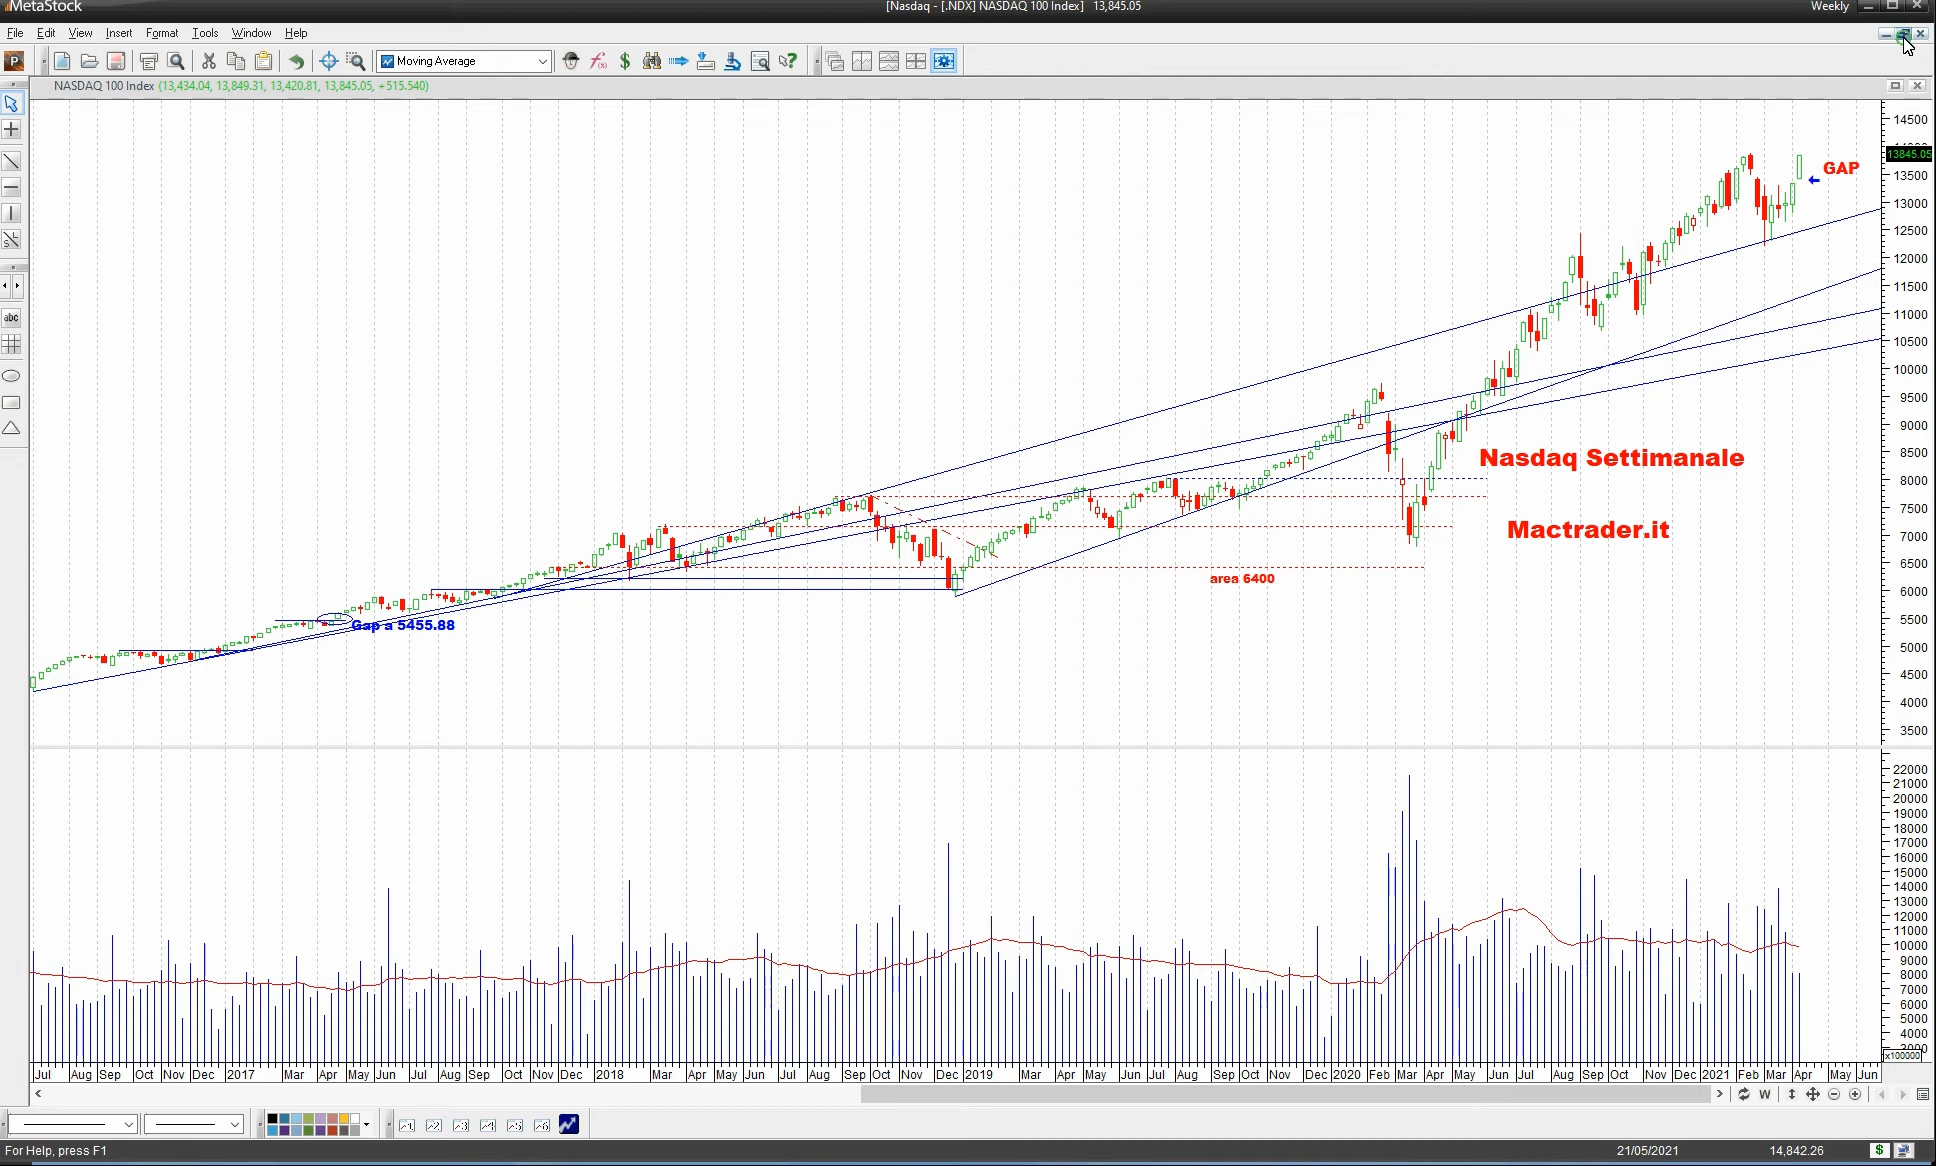 MetaStock
[Nasdaq - [.NDX] NASDAQ 100 Index] 13,845.05
Weekly
File Edit View Insert Format Tools Window Help
Moving Average
NASDAQ 100 Index (13,434.04, 13,849.31, 13,420.81, 13,845.05, +515.540)
14500
13845.05
13500
13000
12500
12000
11500
11000
10500
10000
9500
9000
8500
8000
7500
7000
6500
6000
5500
5000
4500
4000
3500
GAP
Nasdaq Settimanale
Mactrader.it
area 6400
Gap a 5455.88
abc
22000
21000
20000
19000
18000
17000
16000
15000
14000
13000
12000
11000
10000
9000
8000
7000
6000
5000
4000
3000
x100000
Jul Aug Sep Oct Nov Dec 2017 Mar Apr May Jun Jul Aug Sep Oct Nov Dec 2018 Mar Apr May Jun Jul Aug Sep Oct Nov Dec 2019 Mar Apr May Jun Jul Aug Sep Oct Nov Dec 2020 Feb Mar Apr May Jun Jul Aug Sep Oct Nov Dec 2021 Feb Mar Apr May Jun
W
For Help, press F1
21/05/2021
14,842.26